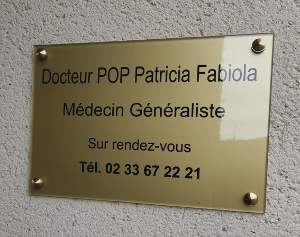 Docteur POP Patricia Fabiola
Médecin Généraliste
Sur rendez-vous
Tél. 02 33 67 22 21